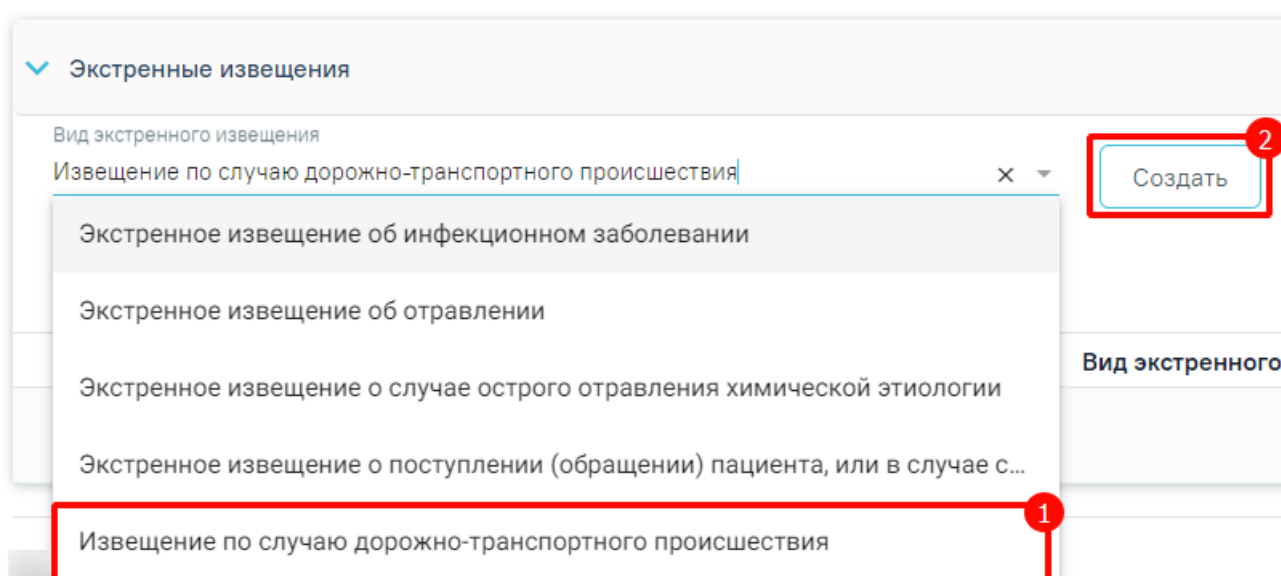 Экстренные извещения
Вид экстренного извещения
Извещение по случаю дорожно-транспортного происшествия
2
Создать
Экстренное извещение об инфекционном заболевании
Экстренное извещение об отравлении
Вид экстренного
Экстренное извещение о случае острого отравления химической этиологии
Экстренное извещение о поступлении (обращении) пациента, или в случае с...
1
Извещение по случаю дорожно-транспортного происшествия